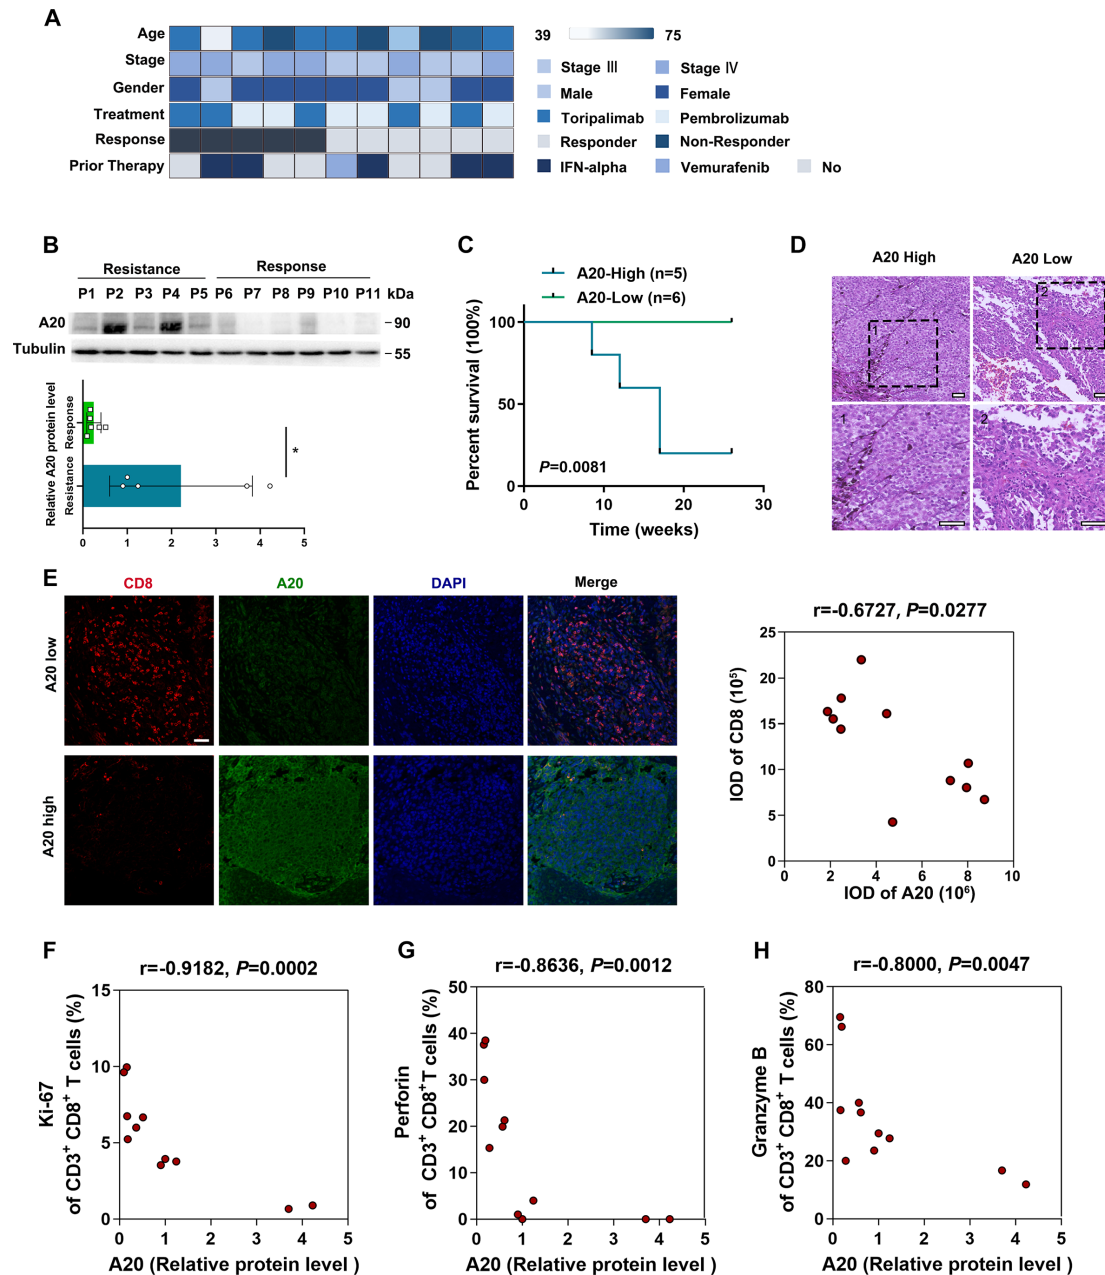 A
Age
Stage
Gender
Treatment
Response
Prior Therapy
39 75
Stage III Stage IV
Male Female
Toripalimab Pembrolizumab
Responder Non-Responder
IFN-alpha Vemurafenib No
B
Resistance Response
P1 P2 P3 P4 P5 P6 P7 P8 P9 P10 P11 kDa
A20 90
Tubulin 55
Relative A20 protein level
Response
Resistance
*
0 1 2 3 4 5
C
A20-High (n=5)
A20-Low (n=6)
Percent survival (100%)
100
50
0
P=0.0081
0 10 20 30
Time (weeks)
D
A20 High A20 Low
1 2
1 2
E
CD8 A20 DAPI Merge
A20 low
A20 high
r=-0.6727, P=0.0277
IOD of CD8 (10⁵)
25
20
15
10
5
0
0 2 4 6 8 10
IOD of A20 (10⁶)
F
r=-0.9182, P=0.0002
Ki-67
of CD3⁺ CD8⁺ T cells (%)
15
10
5
0
0 1 2 3 4 5
A20 (Relative protein level )
G
r=-0.8636, P=0.0012
Perforin
of CD3⁺ CD8⁺T cells (%)
50
40
30
20
10
0
0 1 2 3 4 5
A20 (Relative protein level )
H
r=-0.8000, P=0.0047
Granzyme B
of CD3⁺ CD8⁺ T cells (%)
80
60
40
20
0
0 1 2 3 4 5
A20 (Relative protein level )